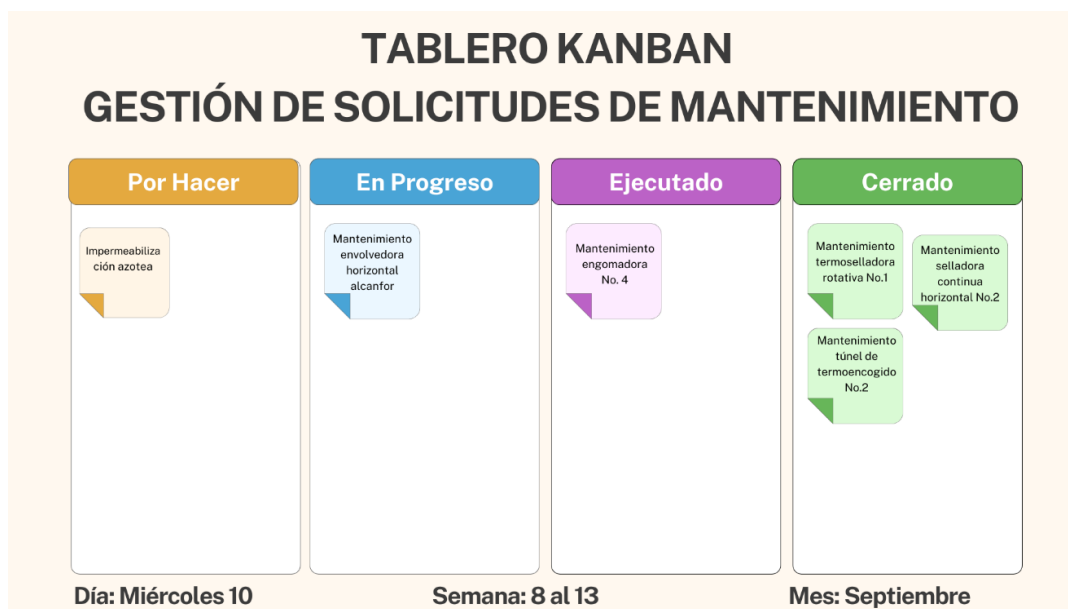 TABLERO KANBAN
GESTIÓN DE SOLICITUDES DE MANTENIMIENTO
Por Hacer
Impermeabiliza
ción azotea
En Progreso
Mantenimiento
envolvedora
horizontal
alcanfor
Ejecutado
Mantenimiento
engomadora
No. 4
Cerrado
Mantenimiento
termoselladora
rotativa No.1
Mantenimiento
selladora
continua
horizontal No.2
Mantenimiento
túnel de
termoencogido
No.2
Día: Miércoles 10
Semana: 8 al 13
Mes: Septiembre